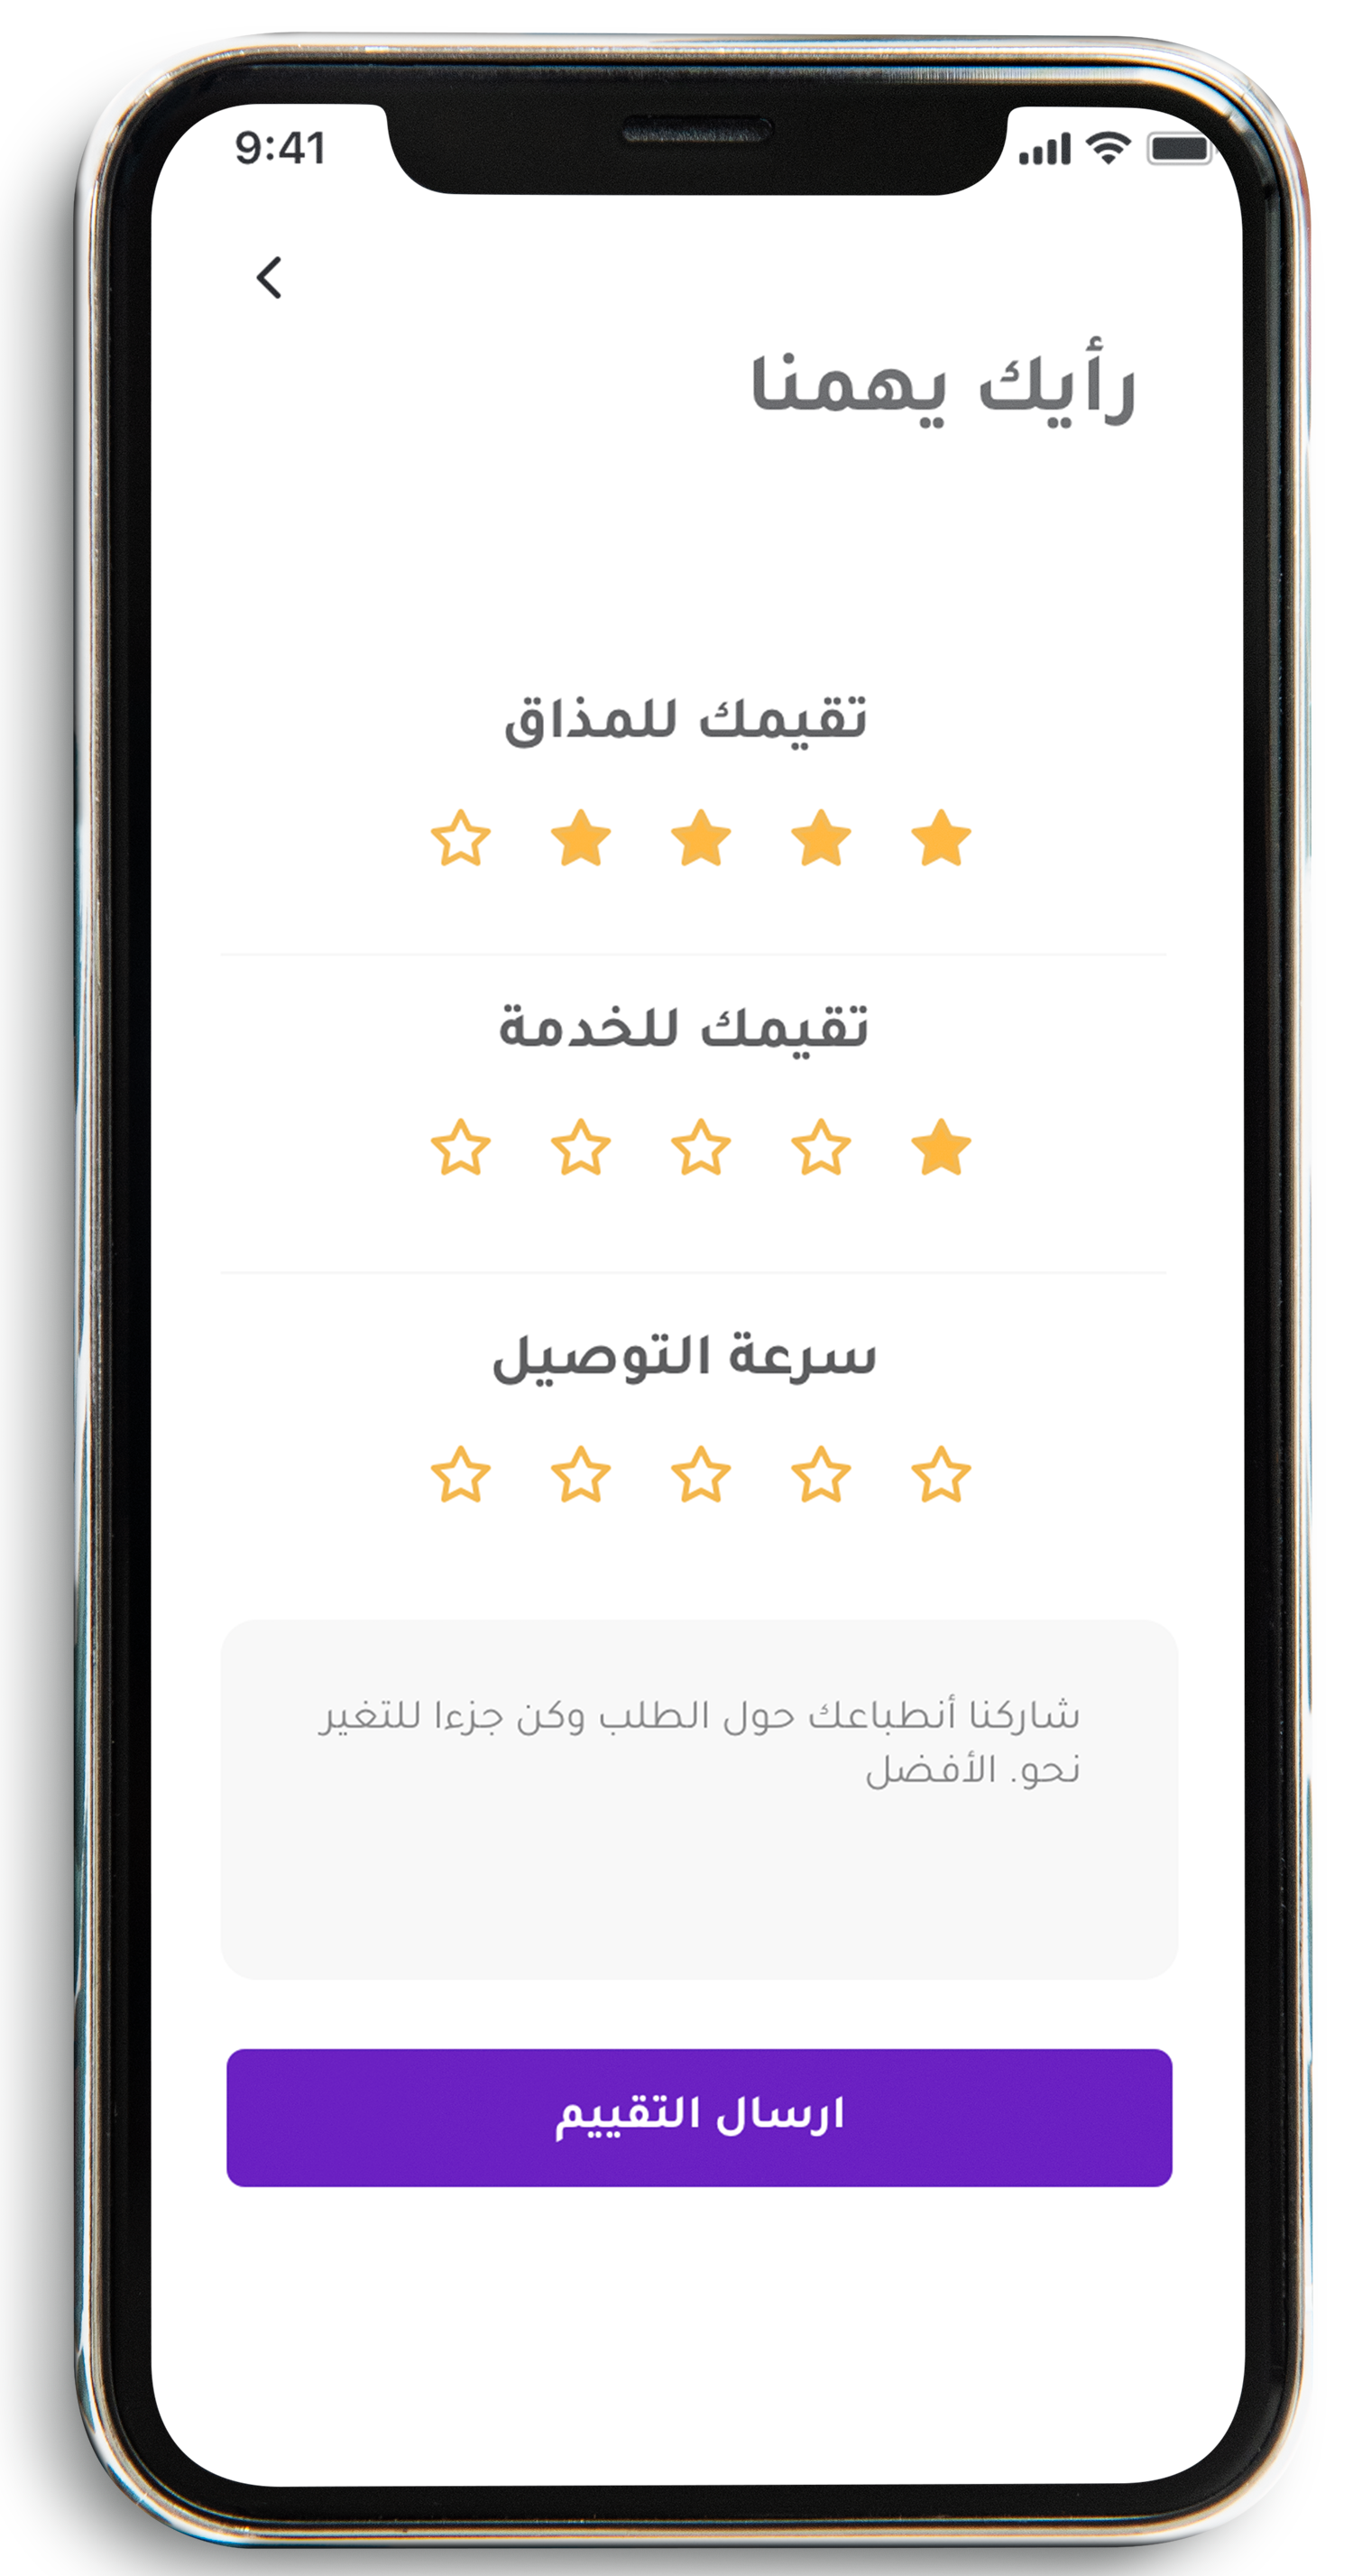 9:41
رأيك يهمنا
تقيمك للمذاق
تقيمك للخدمة
سرعة التوصيل
شاركنا أنطباعك حول الطلب وكن جزءا للتغير
نحو. الأفضل
ارسال التقييم